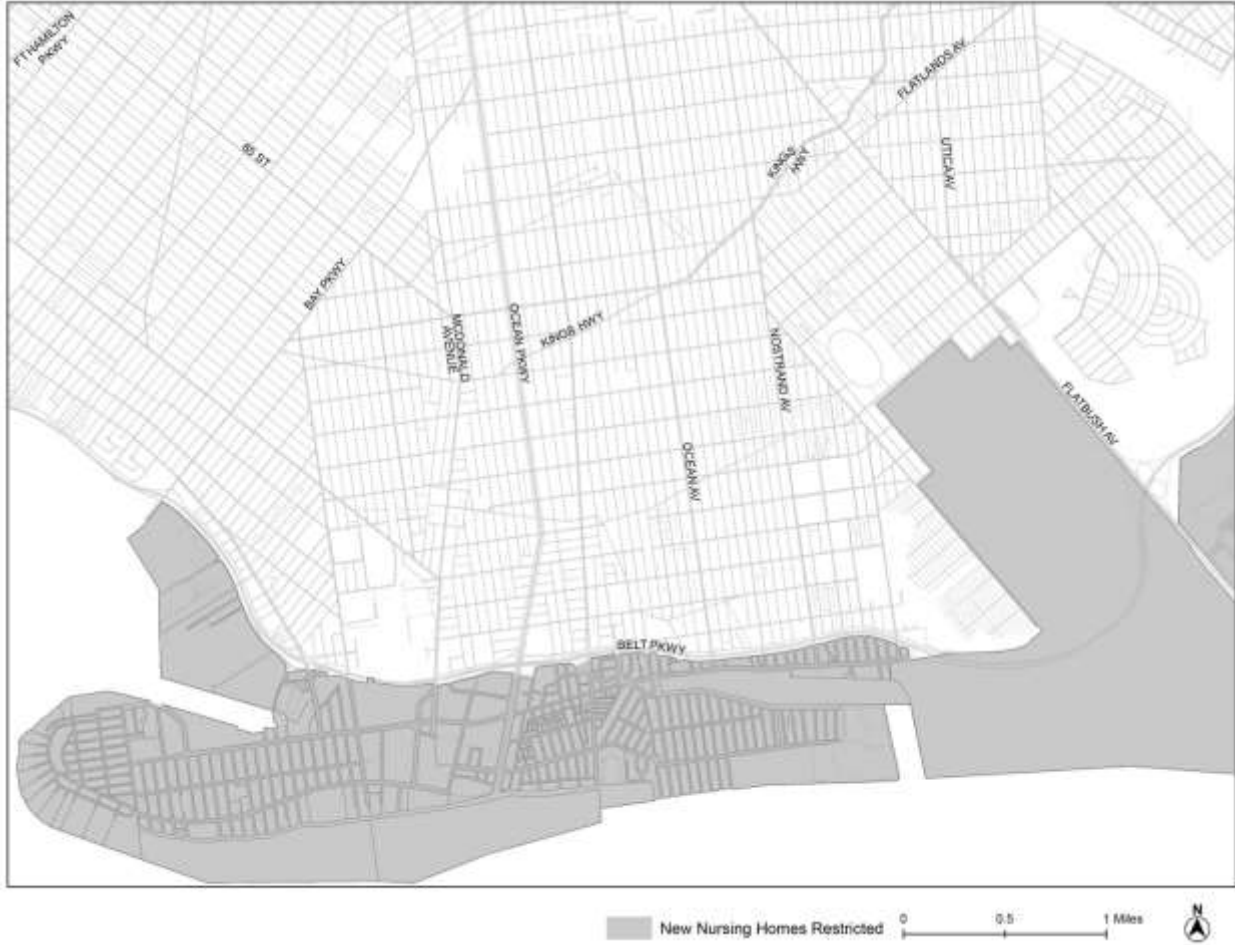 FT HAMILTON
PKWY
FLATLANDS AV
65 ST
UTICA AV
KINGS
HWY
BAY PKWY
MCDONALD
AVENUE
OCEAN PKWY
KINGS HWY
NOSTRAND AV
FLATBUSH AV
OCEAN AV
BELT PKWY
N
New Nursing Homes Restricted
0 0.5 1 Miles